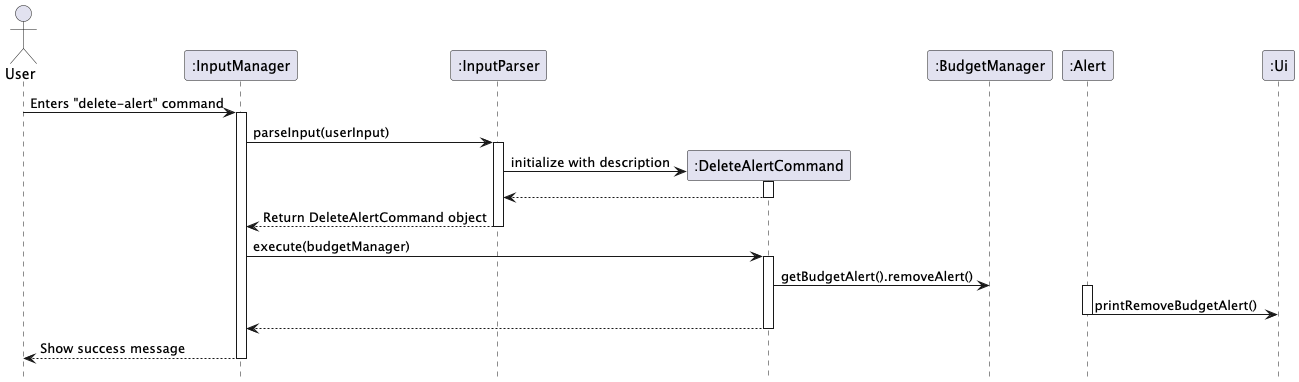 User
:InputManager
:InputParser
:BudgetManager
:Alert
:Ui
Enters "delete-alert" command
parseInput(userInput)
initialize with description
:DeleteAlertCommand
Return DeleteAlertCommand object
execute(budgetManager)
getBudgetAlert().removeAlert()
printRemoveBudgetAlert()
Show success message